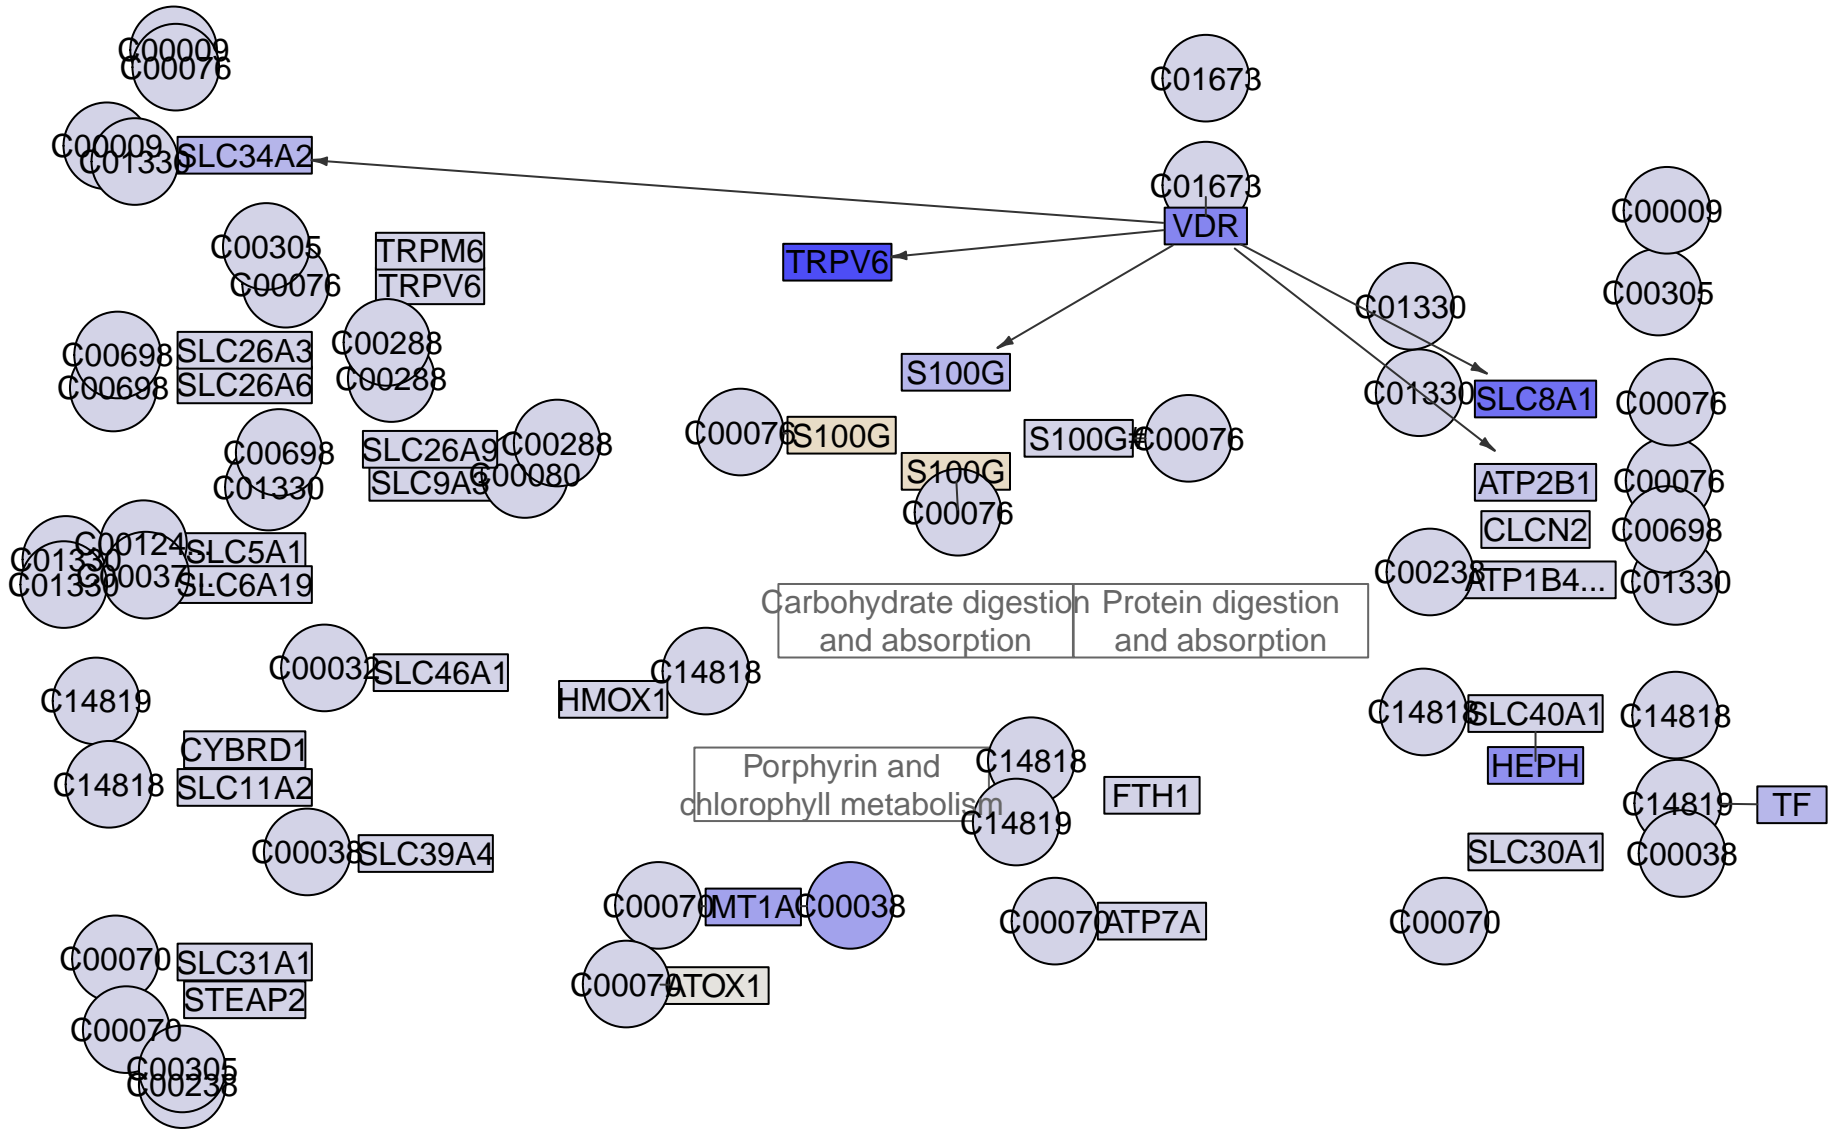 C00009
C00076
C01673
C00009
C01330
SLC34A2
C01673
VDR
C00009
C00305
TRPM6
TRPV6
C00076
TRPV6
C01330
C00305
C00698
SLC26A3
C00288
C00698
SLC26A6
C00288
S100G
C01330
SLC8A1
C00076
C00698
SLC26A9
C00288
C00076
S100G
S100G#
C00076
C01330
SLC9A3
C00080
S100G
C00076
ATP2B1
C00076
CLCN2
C00698
C01330
C00124...
SLC5A1
C01330
C00037...
SLC6A19
C00238
ATP1B4...
C01330
Carbohydrate digestion
and absorption
Protein digestion
and absorption
C00032
SLC46A1
HMOX1
C14818
C14819
C14818
SLC40A1
C14818
CYBRD1
C14818
SLC11A2
Porphyrin and
chlorophyll metabolism
C14818
C14819
FTH1
HEPH
C14819
TF
C00038
SLC39A4
SLC30A1
C00038
C00070
MT1A
C00038
C00070
ATP7A
C00070
C00070
SLC31A1
STEAP2
C00070
ATOX1
C00070
C00305
C00238